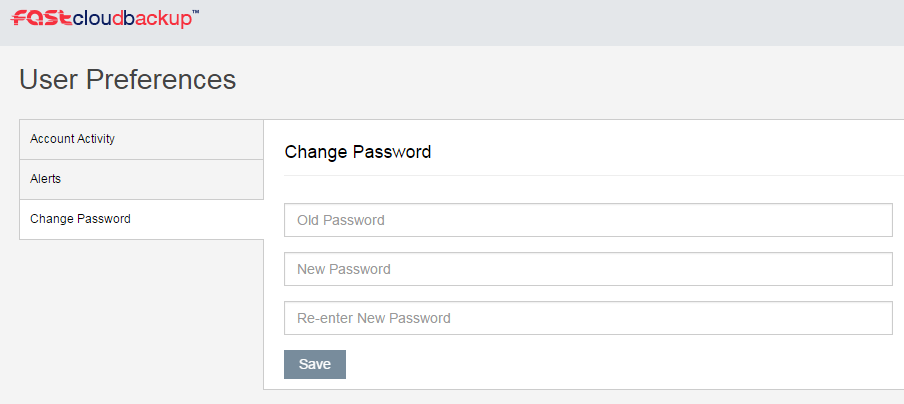 Fastcloudbackup™
User Preferences
Account Activity
Alerts
Change Password
Change Password
Old Password
New Password
Re-enter New Password
Save